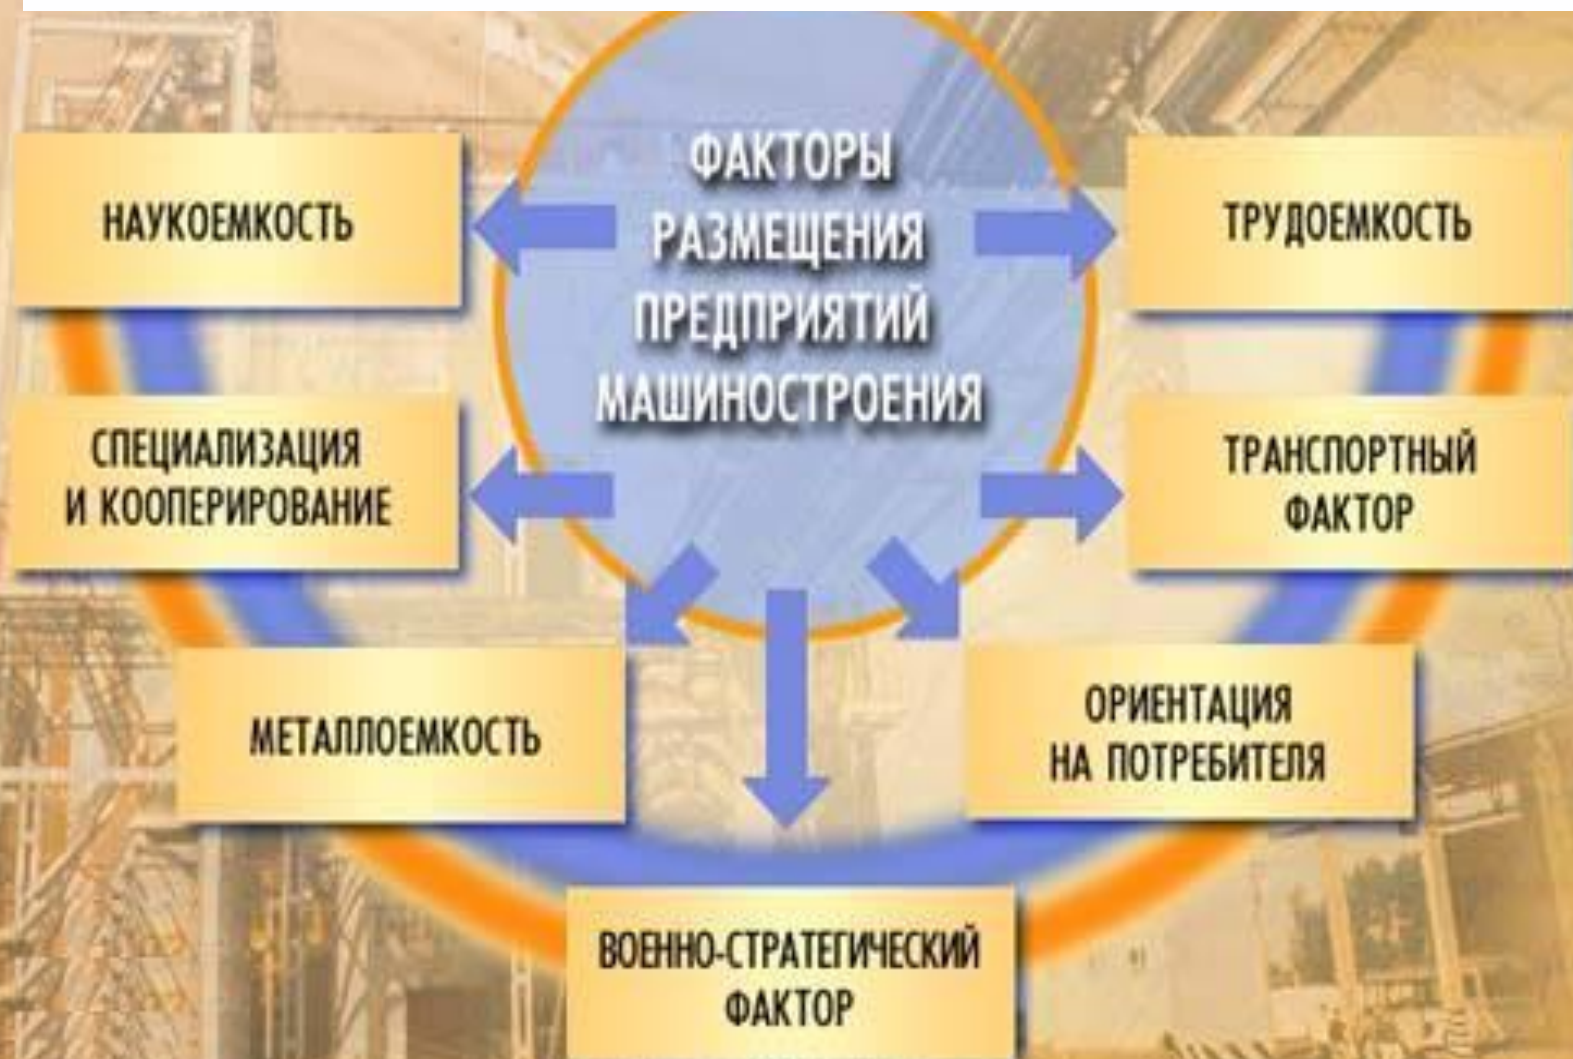 ФАКТОРЫ
РАЗМЕЩЕНИЯ
ПРЕДПРИЯТИЙ
МАШИНОСТРОЕНИЯ
НАУКОЕМКОСТЬ
ТРУДОЕМКОСТЬ
СПЕЦИАЛИЗАЦИЯ
И КООПЕРИРОВАНИЕ
ТРАНСПОРТНЫЙ
ФАКТОР
МЕТАЛЛОЕМКОСТЬ
ОРИЕНТАЦИЯ
НА ПОТРЕБИТЕЛЯ
ВОЕННО-СТРАТЕГИЧЕСКИЙ
ФАКТОР